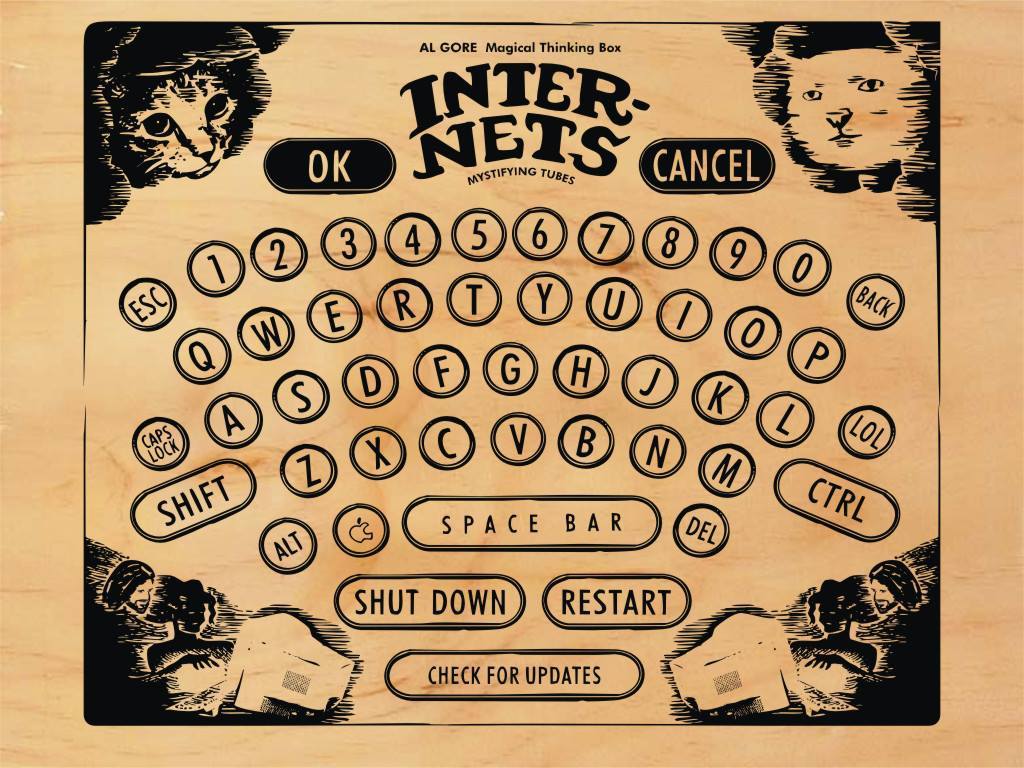 AL GORE Magical Thinking Box
INTER-
NETS
MYSTIFYING TUBES
OK
CANCEL
1 2 3 4 5 6 7 8 9 0
ESC
BACK
Q W E R T Y U I O P
A S D F G H J K L
CAPS
LOCK
LOL
Z X C V B N M
SHIFT
CTRL
ALT
SPACE BAR
DEL
SHUT DOWN
RESTART
CHECK FOR UPDATES